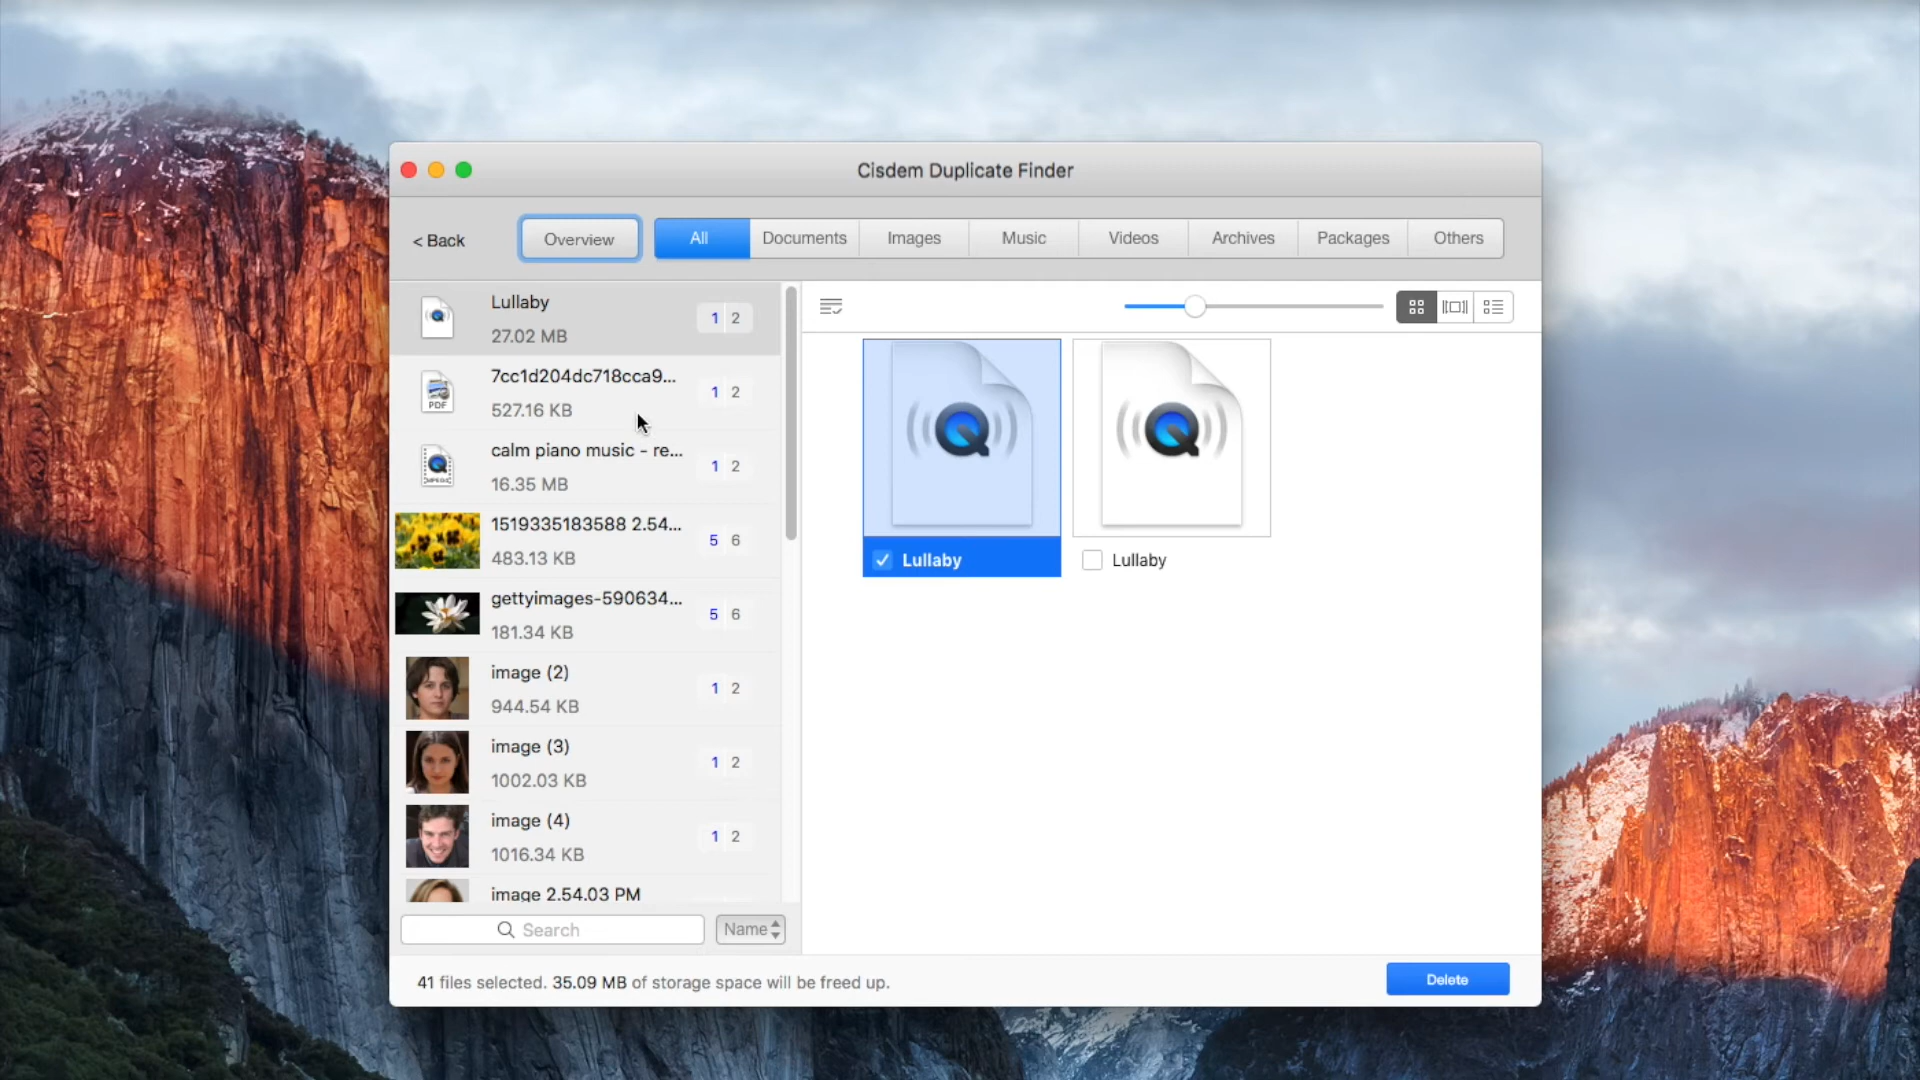 Cisdem Duplicate Finder
< Back
Overview
All
Documents
Images
Music
Videos
Archives
Packages
Others
Lullaby
27.02 MB
1 2
7cc1d204dc718cca9...
527.16 KB
1 2
PDF
calm piano music - re...
16.35 MB
1 2
1519335183588 2.54...
483.13 KB
5 6
gettyimages-590634...
181.34 KB
5 6
image (2)
944.54 KB
1 2
image (3)
1002.03 KB
1 2
image (4)
1016.34 KB
1 2
image 2.54.03 PM
Search
Name
Lullaby
Lullaby
41 files selected. 35.09 MB of storage space will be freed up.
Delete